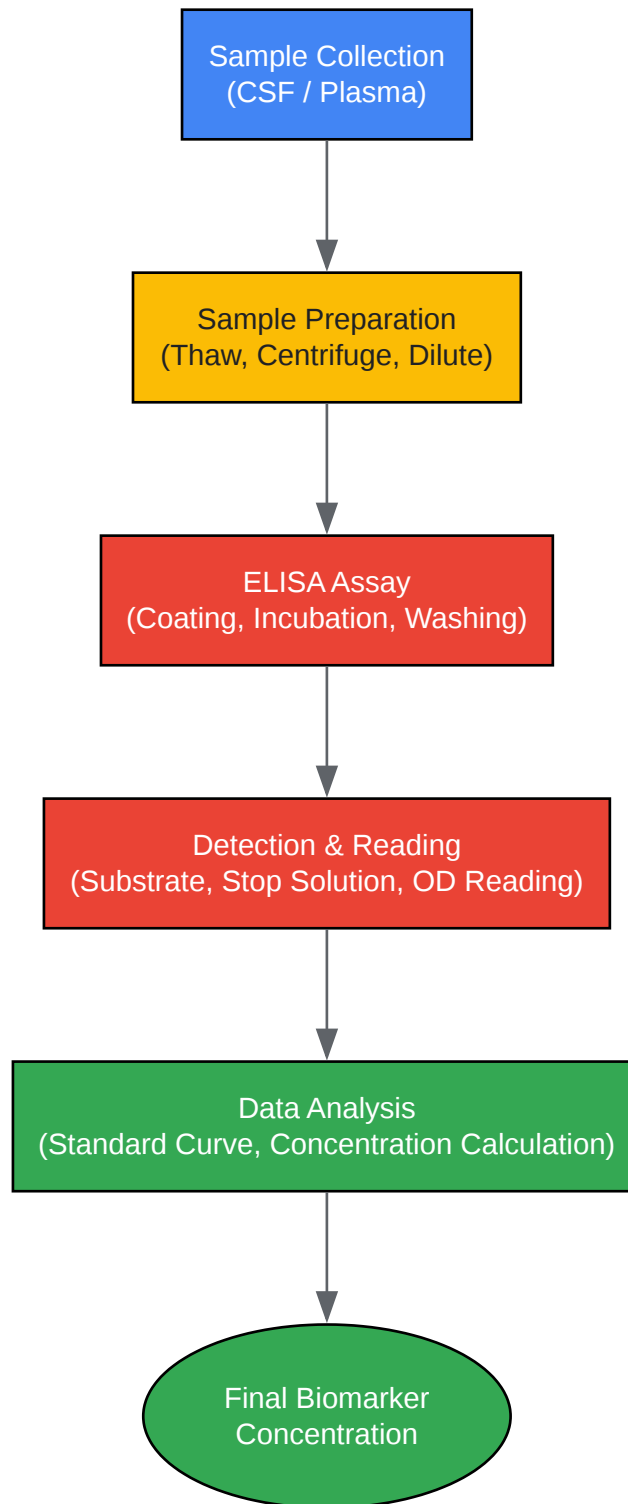 Sample Collection
(CSF / Plasma)
Sample Preparation
(Thaw, Centrifuge, Dilute)
ELISA Assay
(Coating, Incubation, Washing)
Detection & Reading
(Substrate, Stop Solution, OD Reading)
Data Analysis
(Standard Curve, Concentration Calculation)
Final Biomarker
Concentration